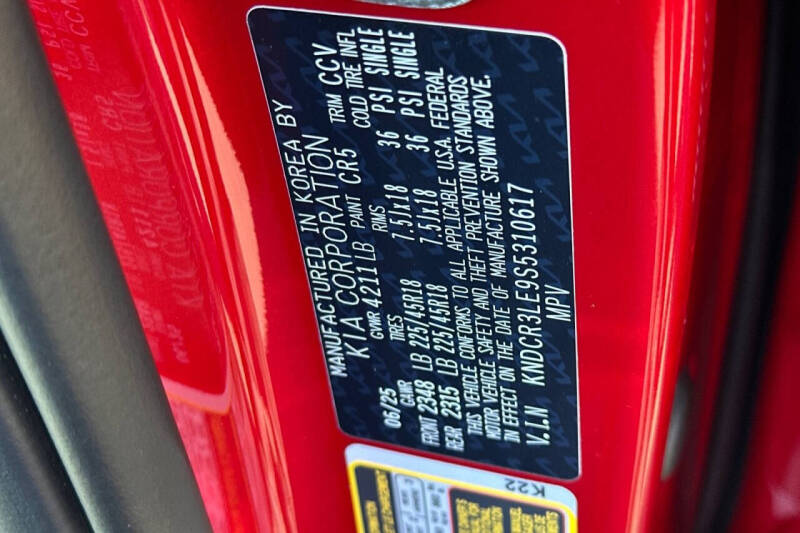 MANUFACTURED IN KOREA BY
KIA CORPORATION
06/25 GVWR 4211 LB PAINT CR5 TRIM CCV
GAWR TIRES RIMS COLD TIRE INFL
FRONT 2348 LB 225/45R18 7.5Jx18 36 PSI SINGLE
REAR 2315 LB 225/45R18 7.5Jx18 36 PSI SINGLE
THIS VEHICLE CONFORMS TO ALL APPLICABLE U.S.A. FEDERAL
MOTOR VEHICLE SAFETY AND THEFT PREVENTION STANDARDS
IN EFFECT ON THE DATE OF MANUFACTURE SHOWN ABOVE.
V.I.N KNDCR3LE9S5310617
MPV
K22